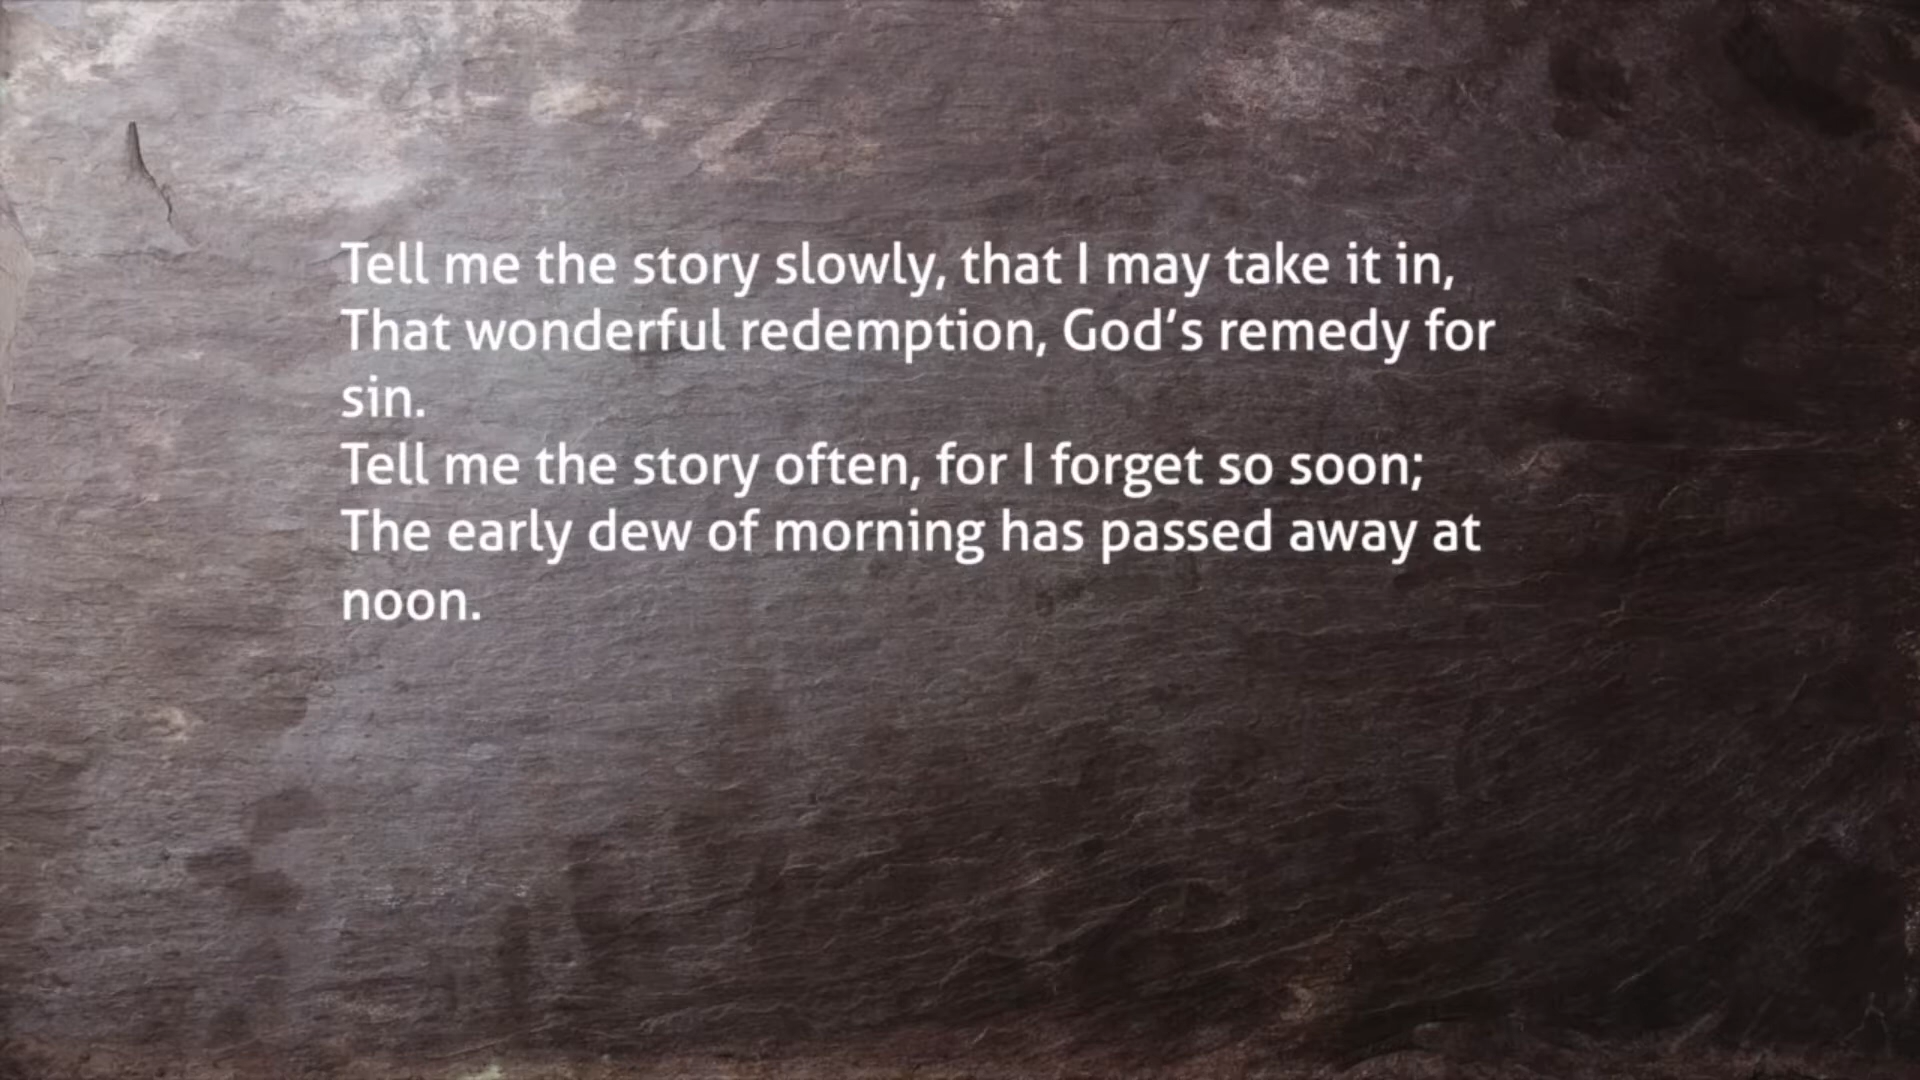 Tell me the story slowly, that I may take it in,
That wonderful redemption, God’s remedy for
sin.
Tell me the story often, for I forget so soon;
The early dew of morning has passed away at
noon.